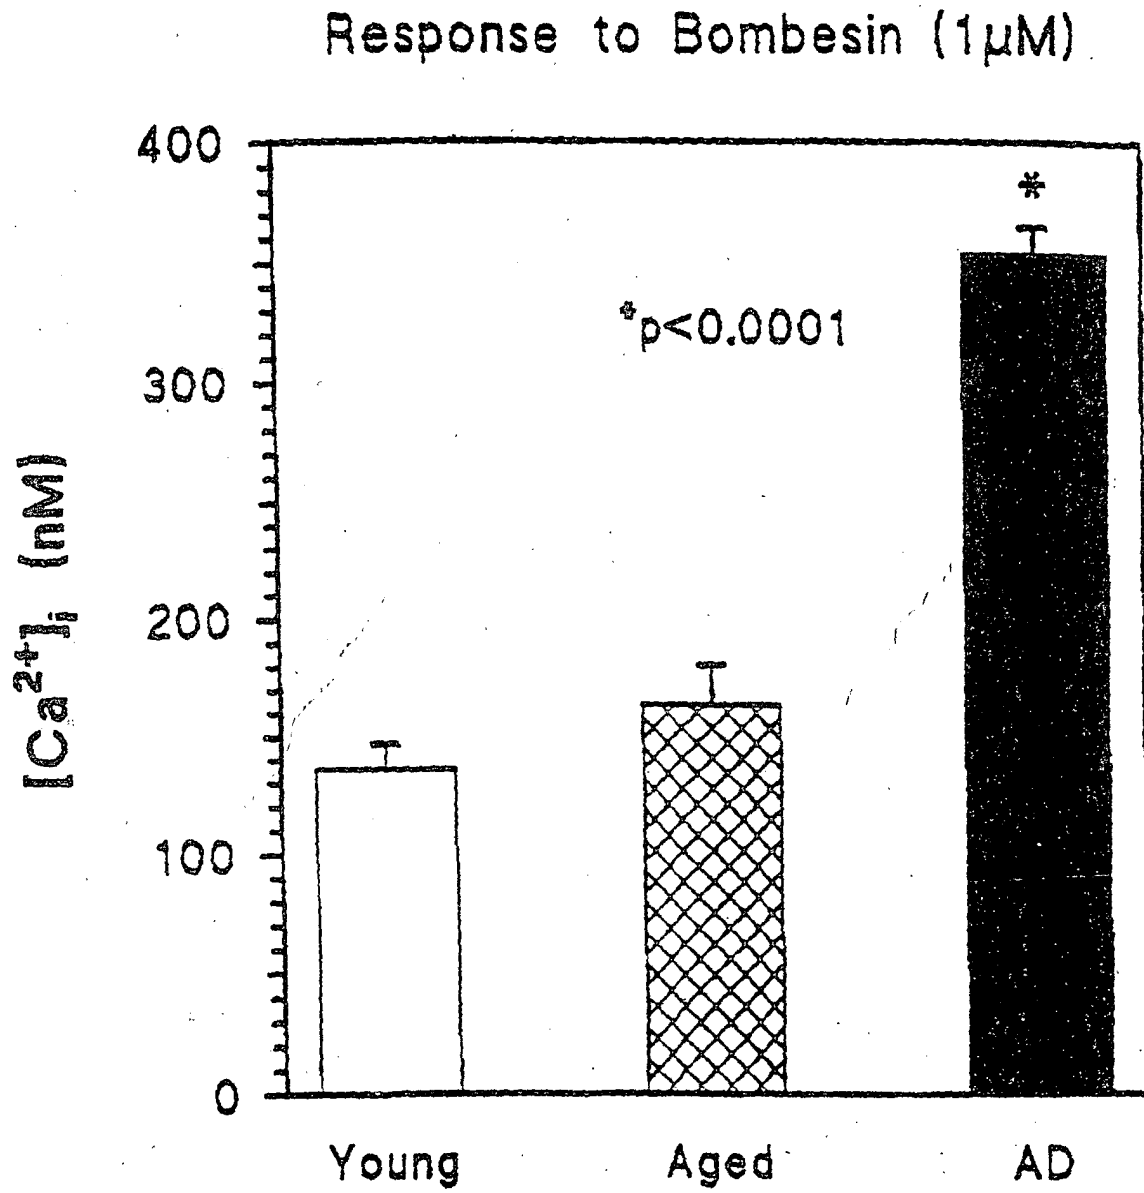 Response to Bombesin (1µM)
400
*
*p<0.0001
300
[Ca²⁺]ᵢ (nM)
200
100
0
Young Aged AD